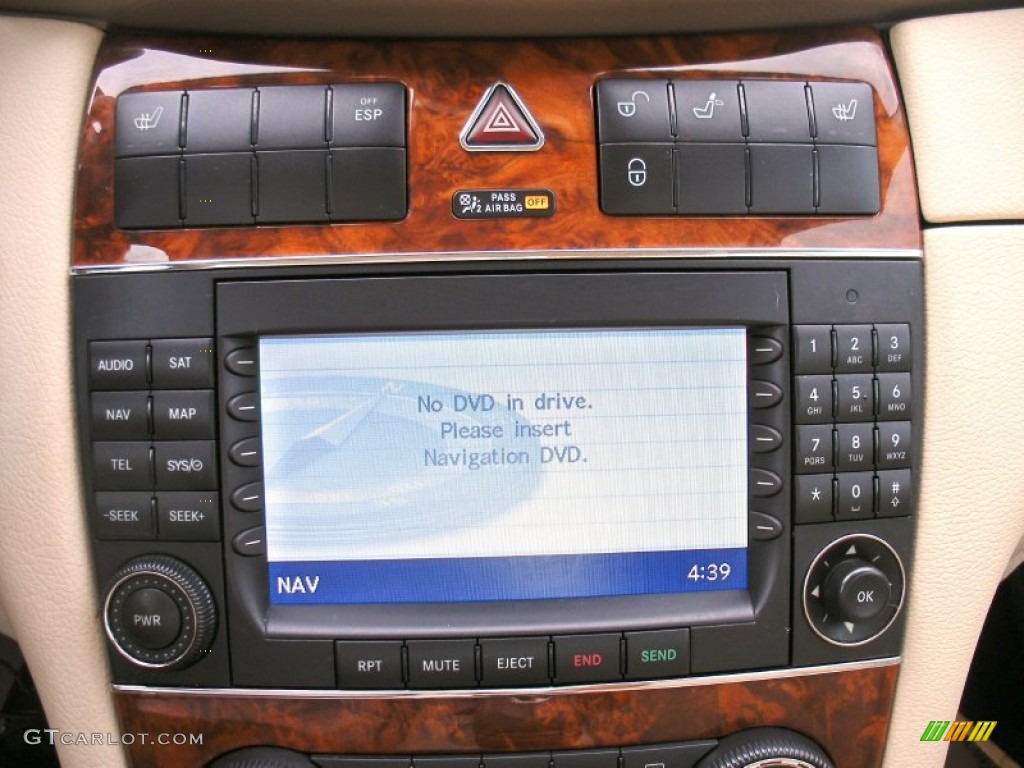 OFF
ESP
PASS
2 AIRBAG OFF
AUDIO SAT
NAV MAP
TEL SYS/
-SEEK SEEK+
PWR
No DVD in drive.
Please insert
Navigation DVD.
NAV 4:39
1 2 ABC 3 DEF
4 GHI 5 JKL 6 MNO
7 PQRS 8 TUV 9 WXYZ
* 0 #
OK
RPT MUTE EJECT END SEND
GTCARLOT.COM